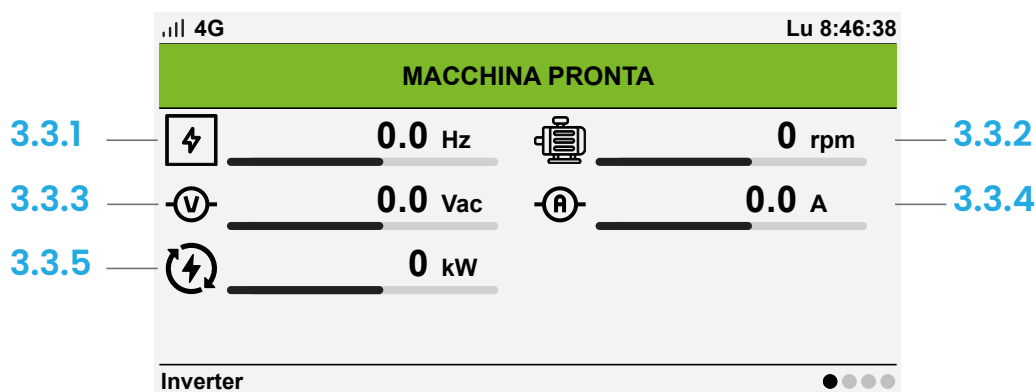 4G Lu 8:46:38
MACCHINA PRONTA
3.3.1 0.0 Hz 0 rpm 3.3.2
3.3.3 V 0.0 Vac A 0.0 A 3.3.4
3.3.5 0 kW
Inverter